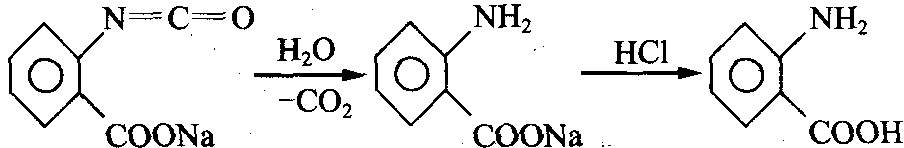 N=C=O
COONa
H₂O
−CO₂
NH₂
COONa
HCl
NH₂
COOH